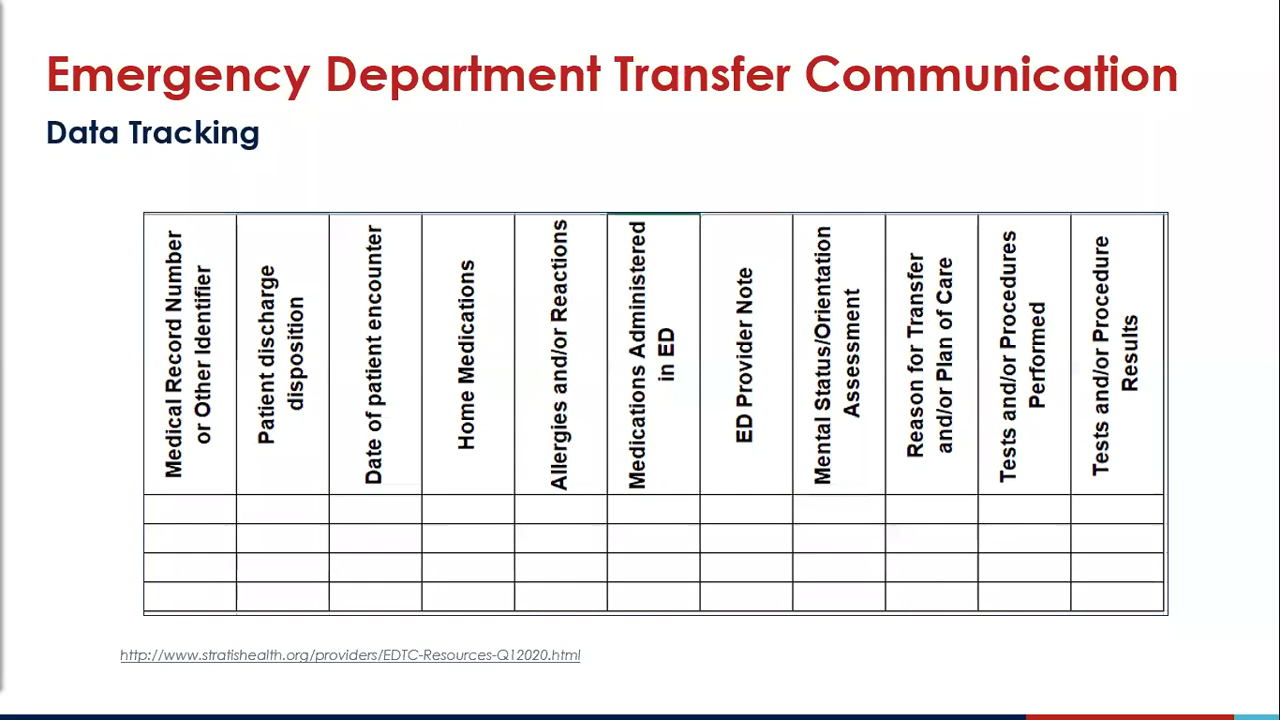 Emergency Department Transfer Communication
Data Tracking
Medical Record Number
or Other Identifier
Patient discharge
disposition
Date of patient encounter
Home Medications
Allergies and/or Reactions
Medications Administered
in ED
ED Provider Note
Mental Status/Orientation
Assessment
Reason for Transfer
and/or Plan of Care
Tests and/or Procedures
Performed
Tests and/or Procedure
Results
http://www.stratishealth.org/providers/EDTC-Resources-Q12020.html